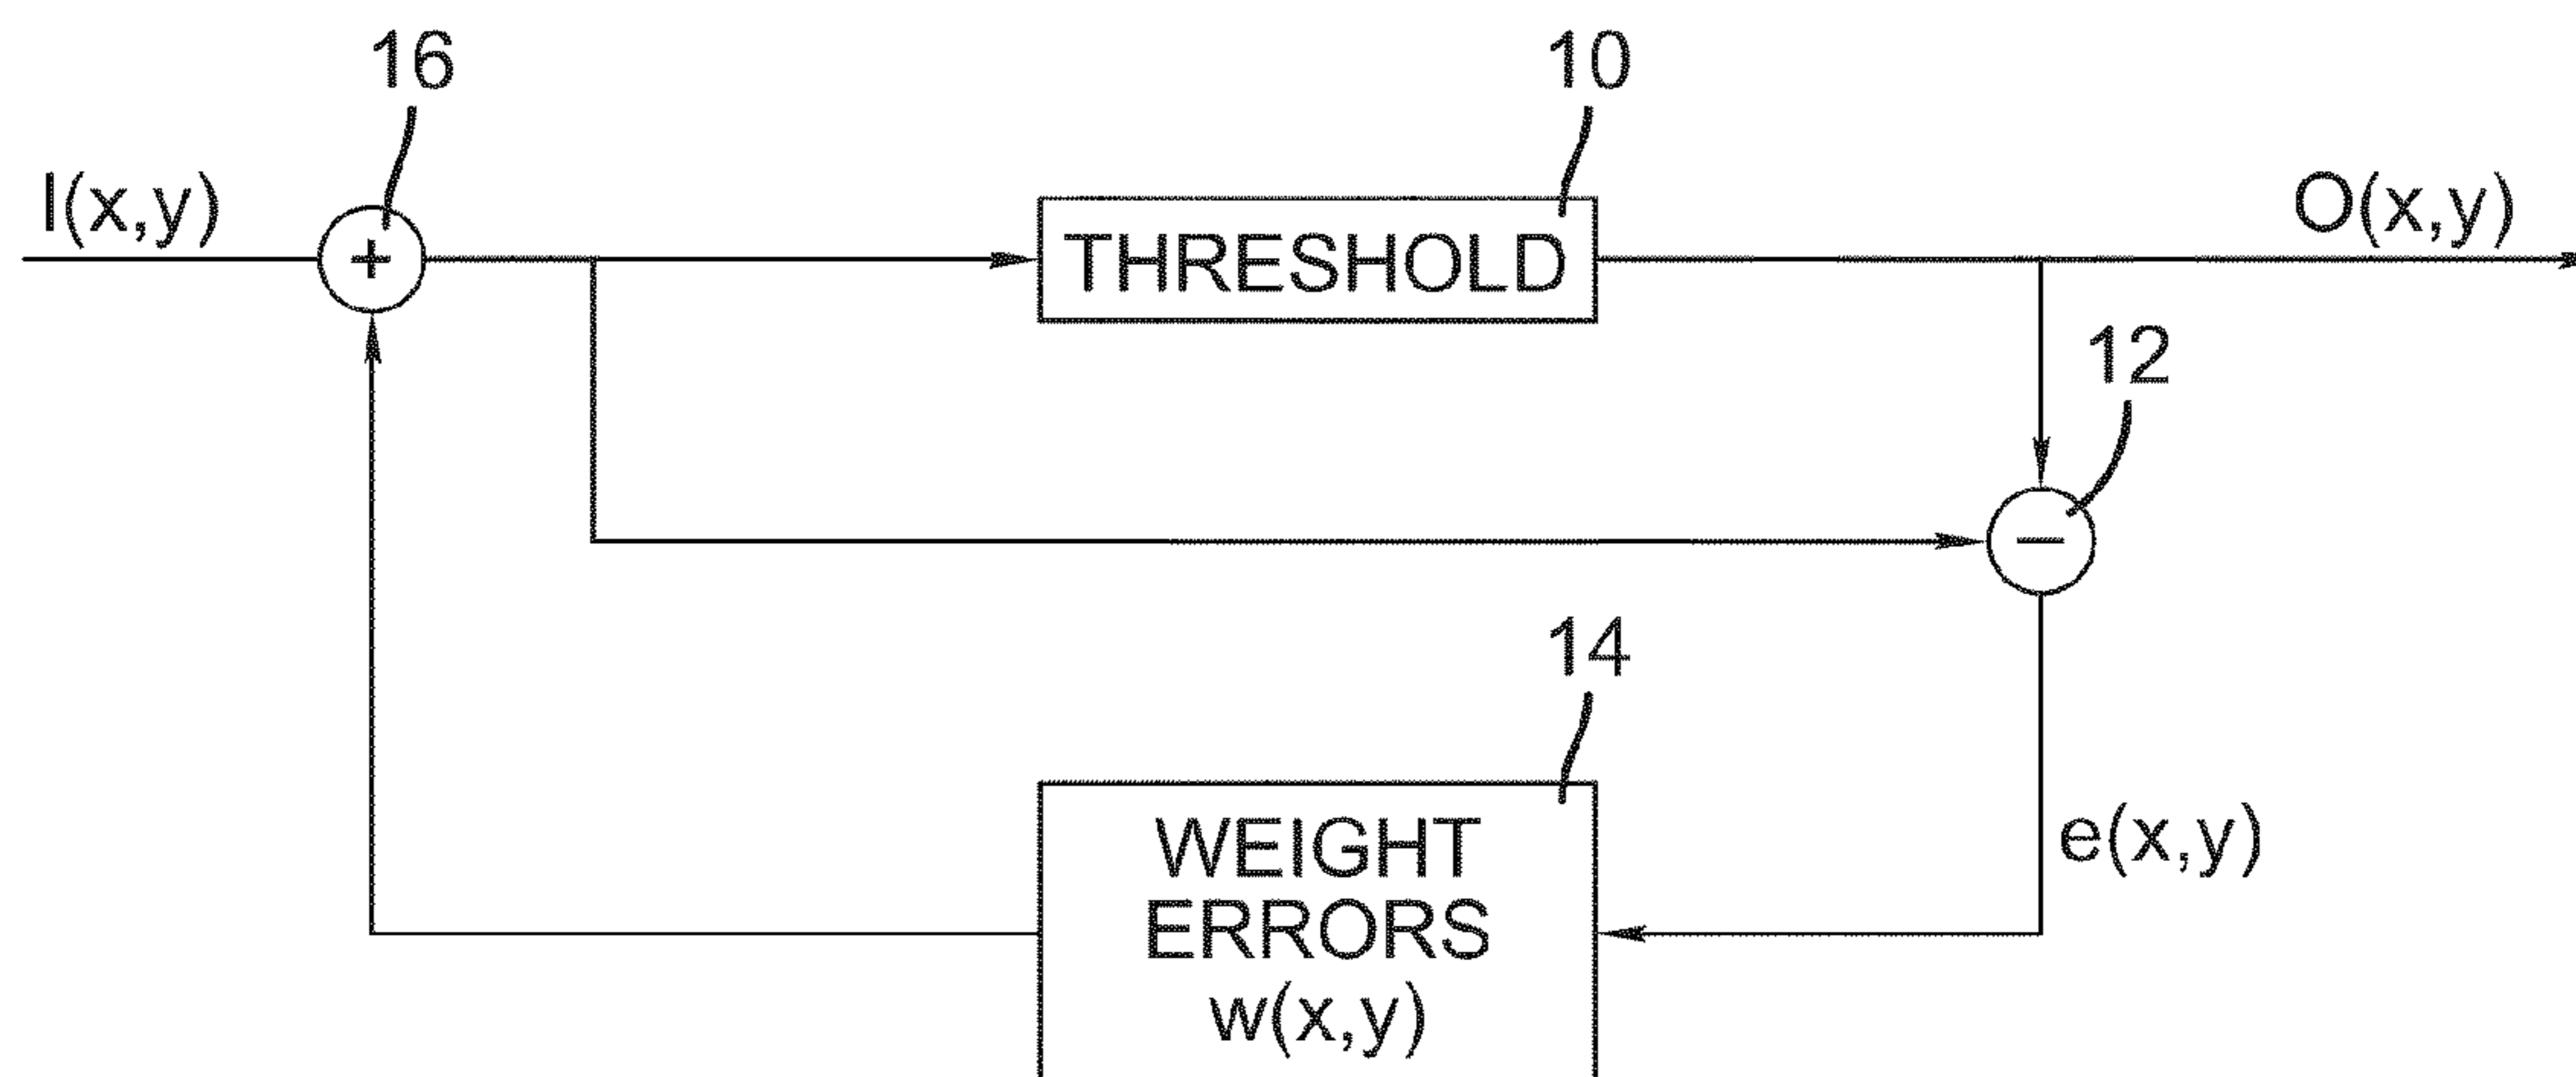 16
10
I(x,y)
+
THRESHOLD
O(x,y)
12
—
14
WEIGHT
ERRORS
w(x,y)
e(x,y)